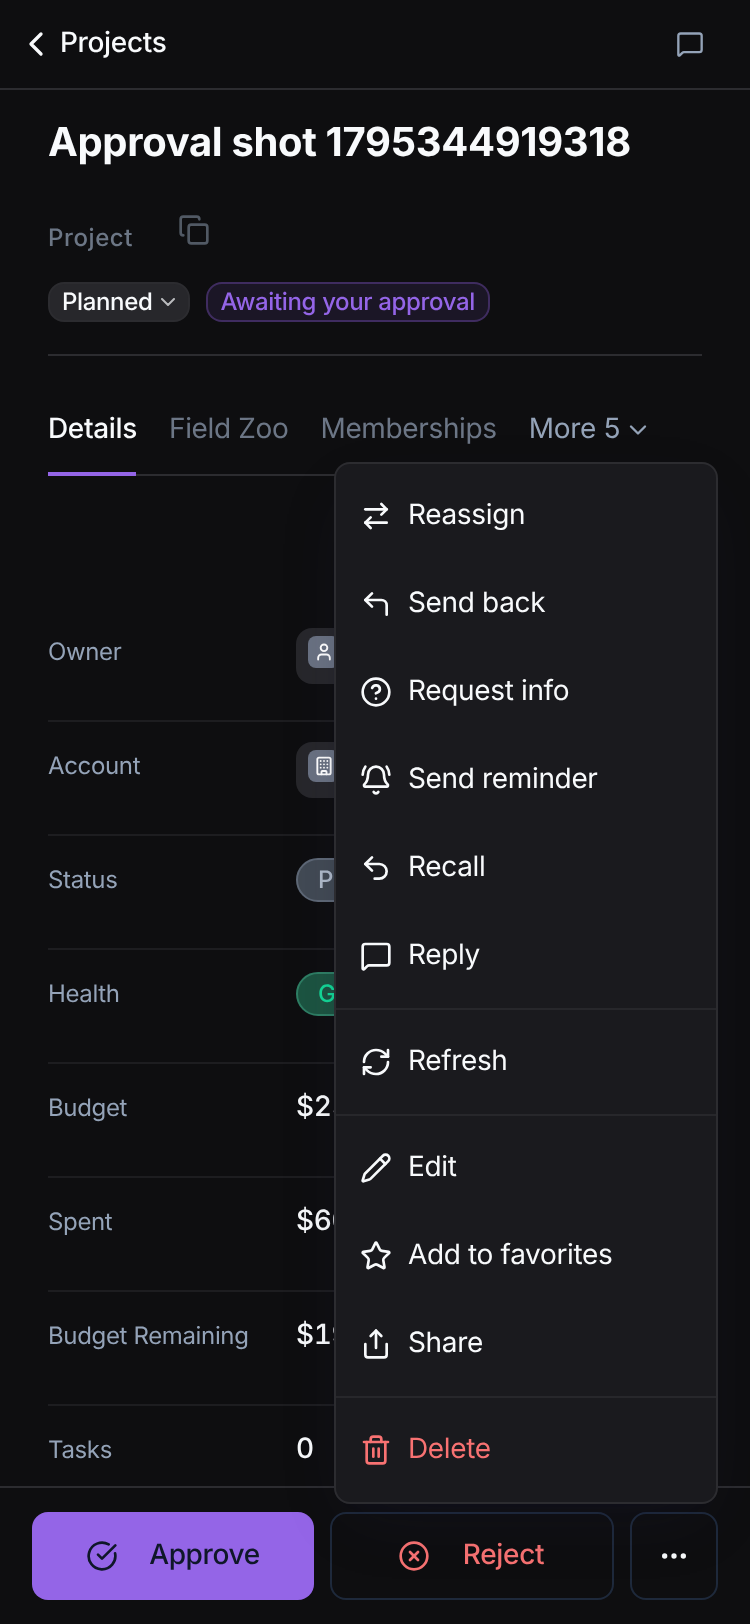 Projects
Approval shot 1795344919318
Project
Planned
Awaiting your approval
Details Field Zoo Memberships More 5
Reassign
Send back
Request info
Send reminder
Recall
Reply
Refresh
Edit
Add to favorites
Share
Delete
Owner
Account
Status
Health
Budget
Spent
Budget Remaining
Tasks 0
Approve
Reject